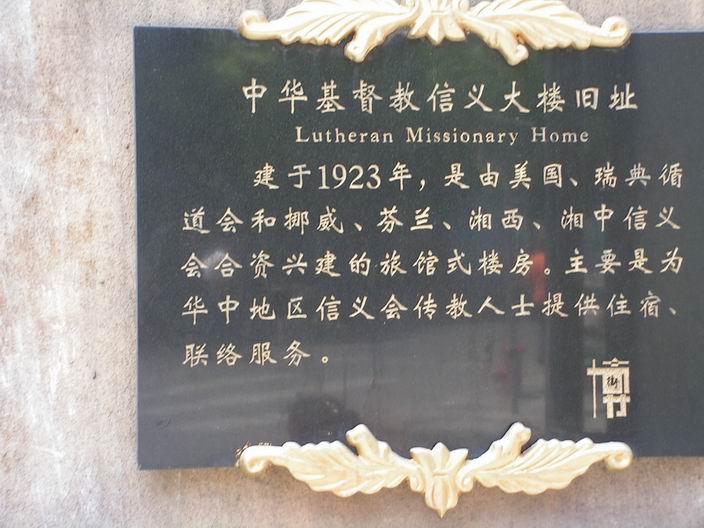 中华基督教信义大楼旧址
Lutheran Missionary Home
建于1923年，是由美国、瑞典循
道会和挪威、芬兰、湘西、湘中信义
会合资兴建的旅馆式楼房。主要是为
华中地区信义会传教人士提供住宿、
联络服务。